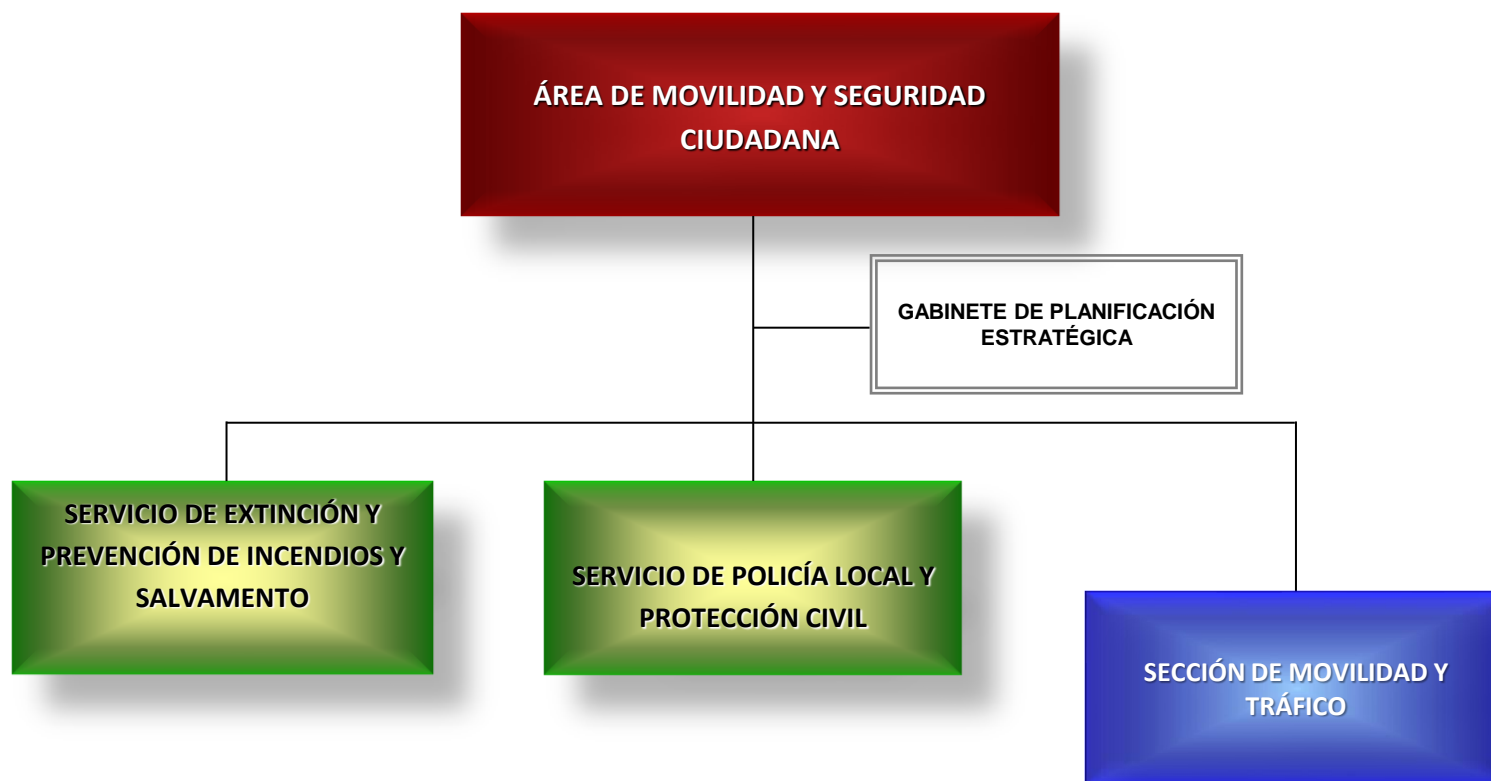 ÁREA DE MOVILIDAD Y SEGURIDAD
CIUDADANA
GABINETE DE PLANIFICACIÓN
ESTRATÉGICA
SERVICIO DE EXTINCIÓN Y
PREVENCIÓN DE INCENDIOS Y
SALVAMENTO
SERVICIO DE POLICÍA LOCAL Y
PROTECCIÓN CIVIL
SECCIÓN DE MOVILIDAD Y
TRÁFICO